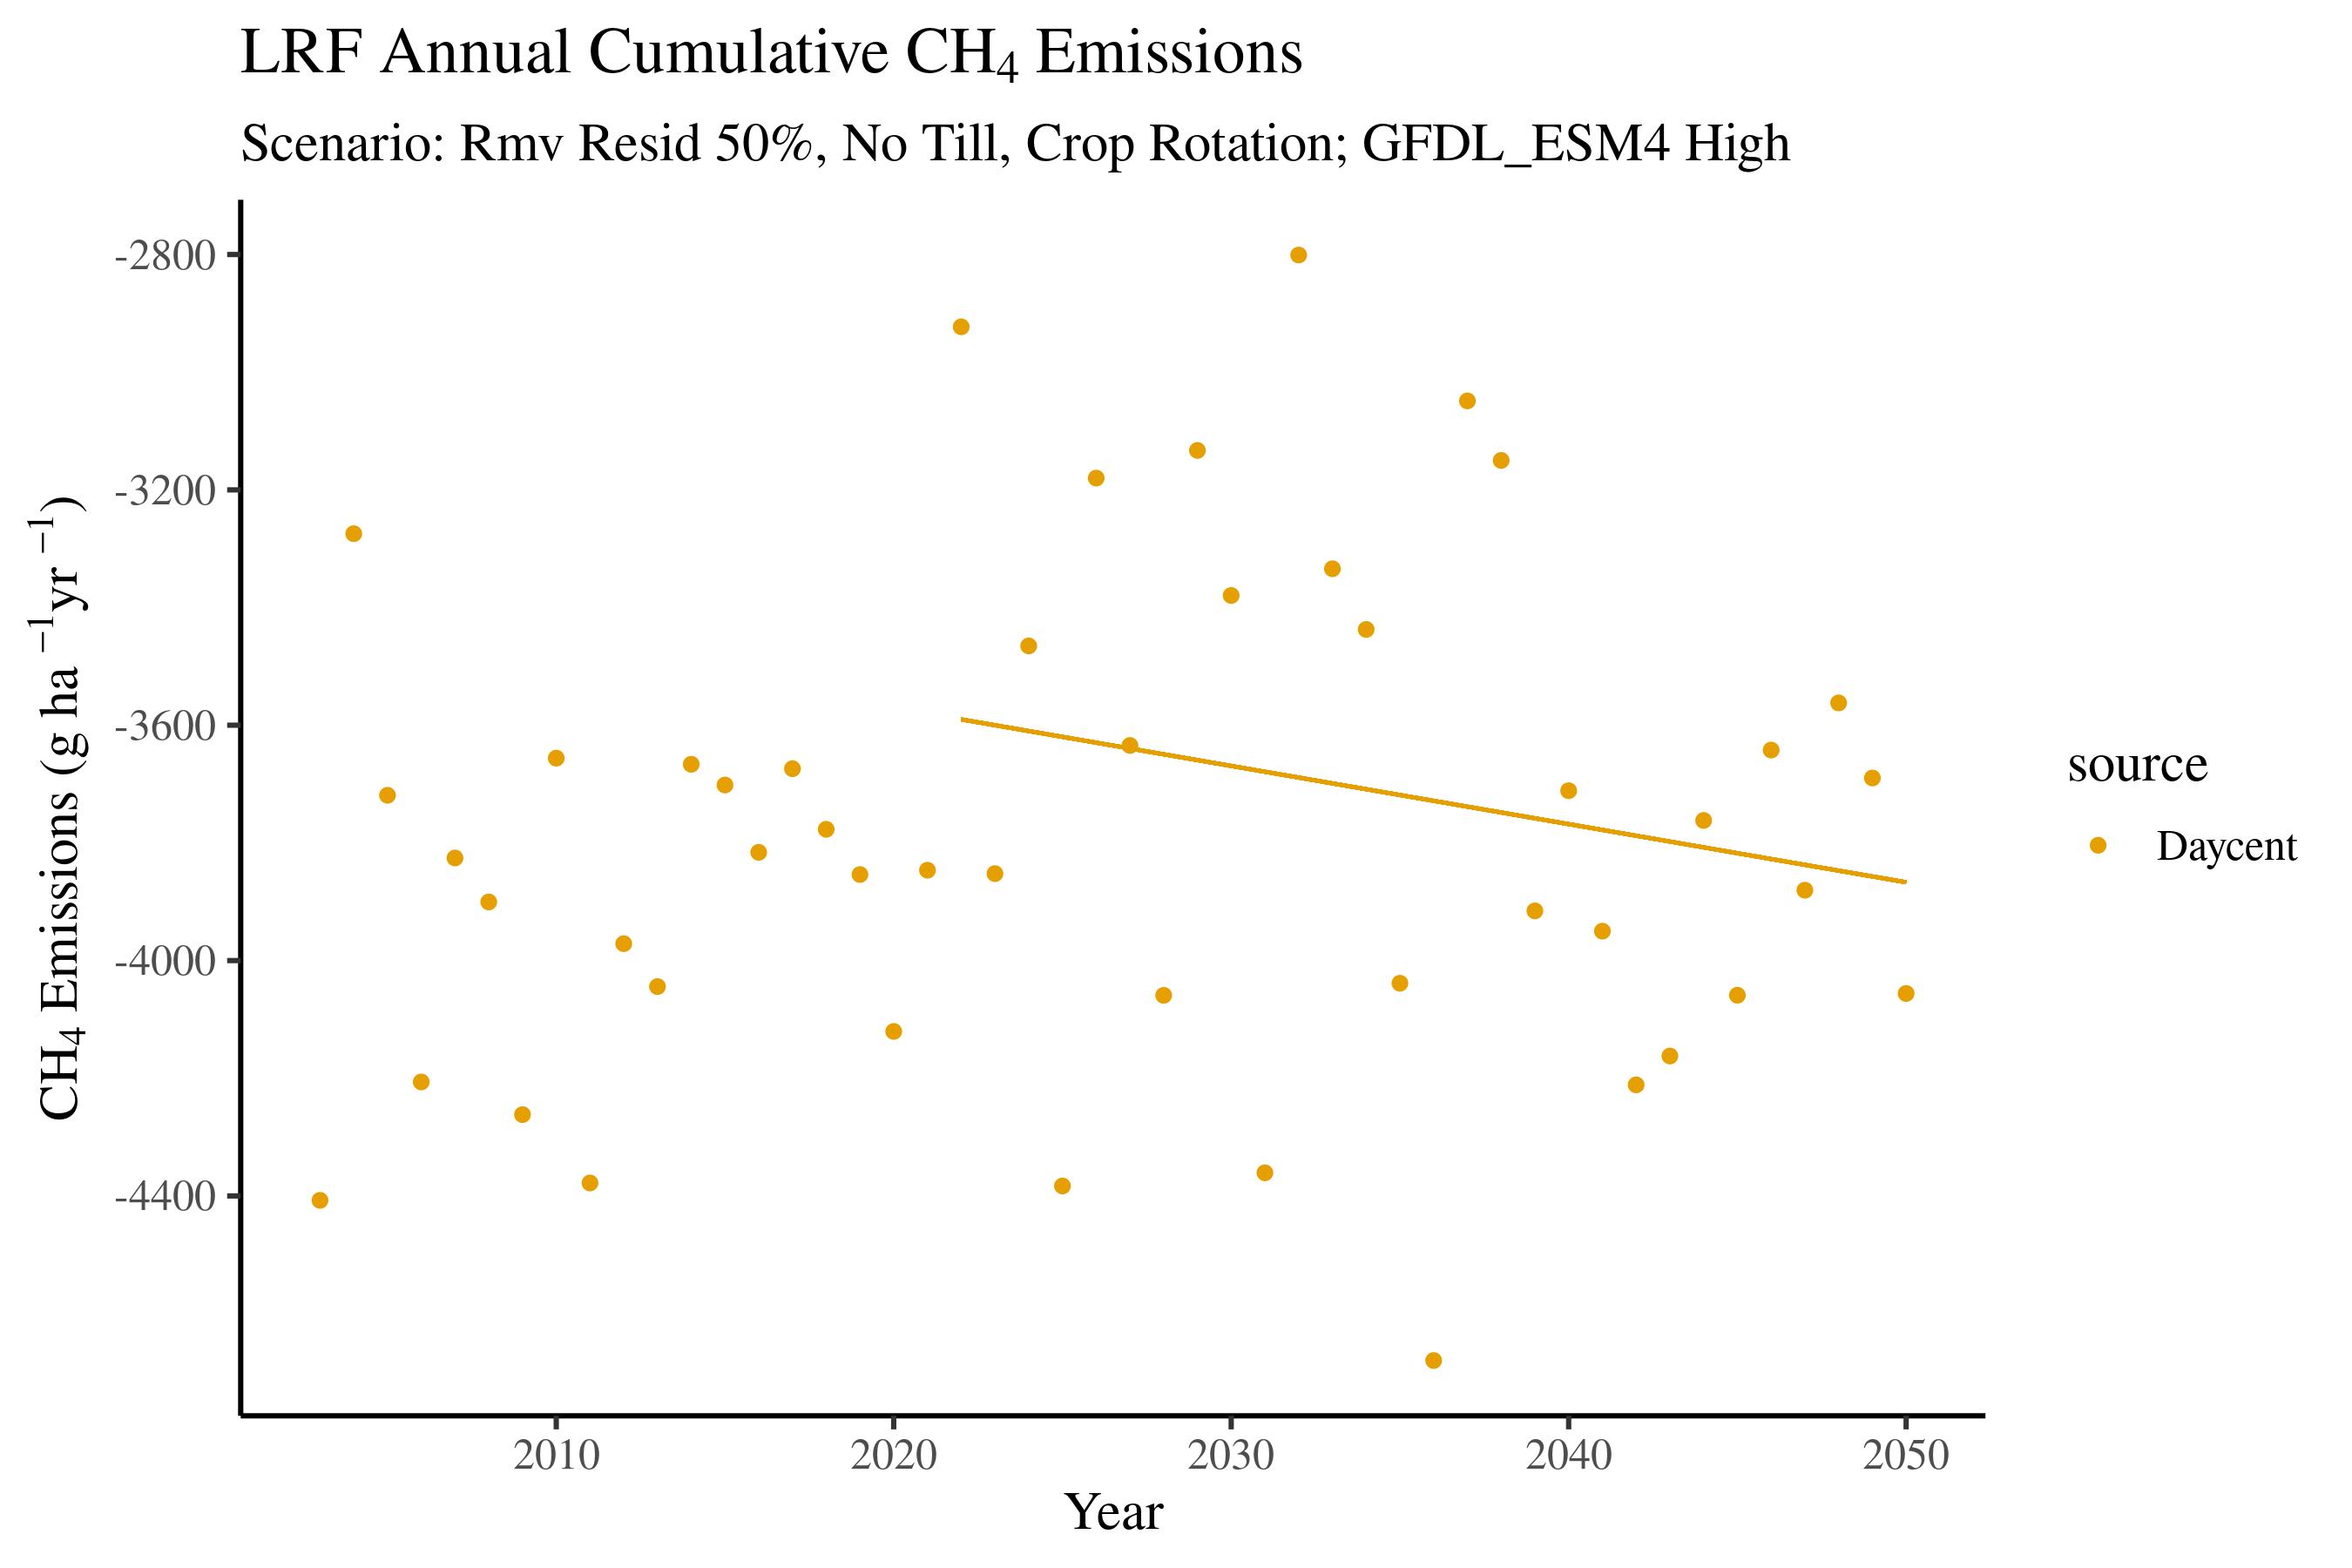 LRF Annual Cumulative CH₄ Emissions
Scenario: Rmv Resid 50%, No Till, Crop Rotation; GFDL_ESM4 High
CH₄ Emissions (g ha⁻¹yr⁻¹)
-2800
-3200
-3600
-4000
-4400
2010 2020 2030 2040 2050
Year
source
Daycent